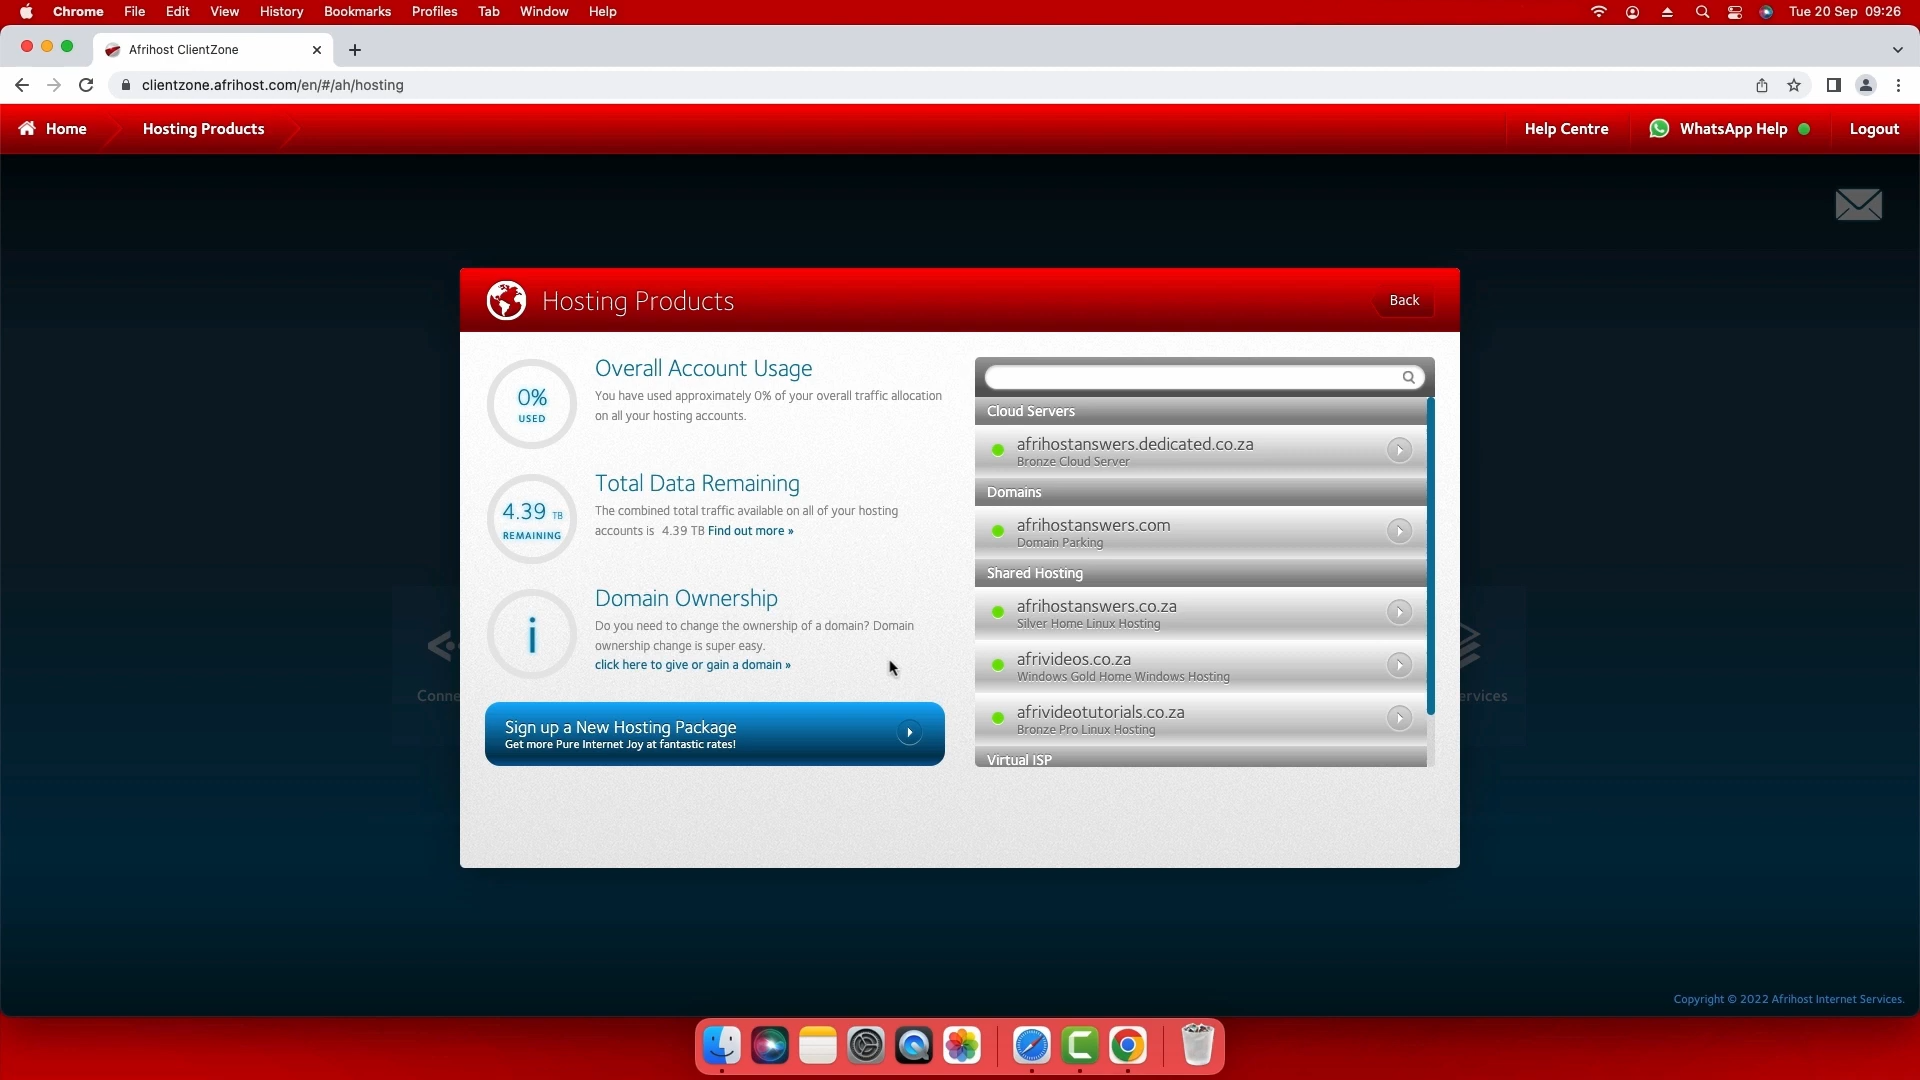 Chrome File Edit View History Bookmarks Profiles Tab Window Help Tue 20 Sep 09:26
Afrihost ClientZone
clientzone.afrihost.com/en/#/ah/hosting
Home Hosting Products Help Centre WhatsApp Help Logout
Hosting Products Back
0%
USED
Overall Account Usage
You have used approximately 0% of your overall traffic allocation
on all your hosting accounts.
4.39 TB
REMAINING
Total Data Remaining
The combined total traffic available on all of your hosting
accounts is 4.39 TB Find out more »
i
Domain Ownership
Do you need to change the ownership of a domain? Domain
ownership change is super easy.
click here to give or gain a domain »
Sign up a New Hosting Package
Get more Pure Internet Joy at fantastic rates!
Cloud Servers
afrihostanswers.dedicated.co.za
Bronze Cloud Server
Domains
afrihostanswers.com
Domain Parking
Shared Hosting
afrihostanswers.co.za
Silver Home Linux Hosting
afrivideos.co.za
Windows Gold Home Windows Hosting
afrivideotutorials.co.za
Bronze Pro Linux Hosting
Virtual ISP
Conne
ervices
Copyright © 2022 Afrihost Internet Services.